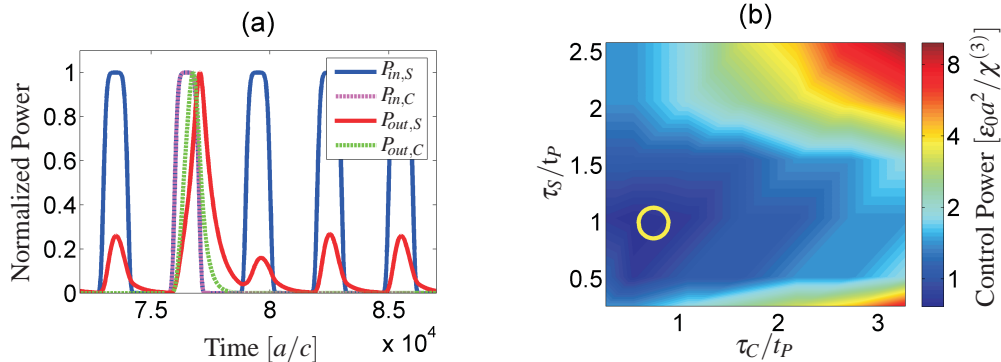 (a)
Normalized Power
1
0.8
0.6
0.4
0.2
0
P_in,S
P_in,C
P_out,S
P_out,C
7.5
8
8.5
x 10^4
Time [a/c]
(b)
τ_S/t_P
2.5
2
1.5
1
0.5
1
2
3
τ_C/t_P
8
4
2
2
1
Control Power [ε_0a^2/χ^(3)]